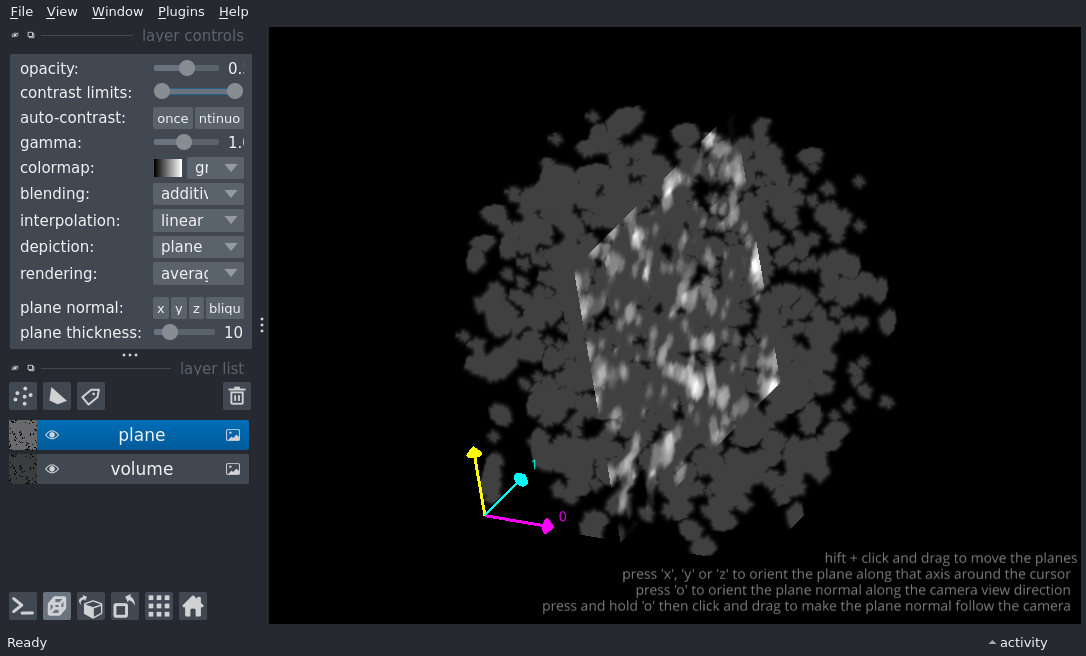 File View Window Plugins Help
layer controls
opacity: 0.
contrast limits:
auto-contrast: once ntinuo
gamma: 1.
colormap: gr
blending: additiv
interpolation: linear
depiction: plane
rendering: averag
plane normal: x y z bliqu
plane thickness: 10
layer list
plane
volume
1
0
hift + click and drag to move the planes
press 'x', 'y' or 'z' to orient the plane along that axis around the cursor
press 'o' to orient the plane normal along the camera view direction
press and hold 'o' then click and drag to make the plane normal follow the camera
Ready
activity